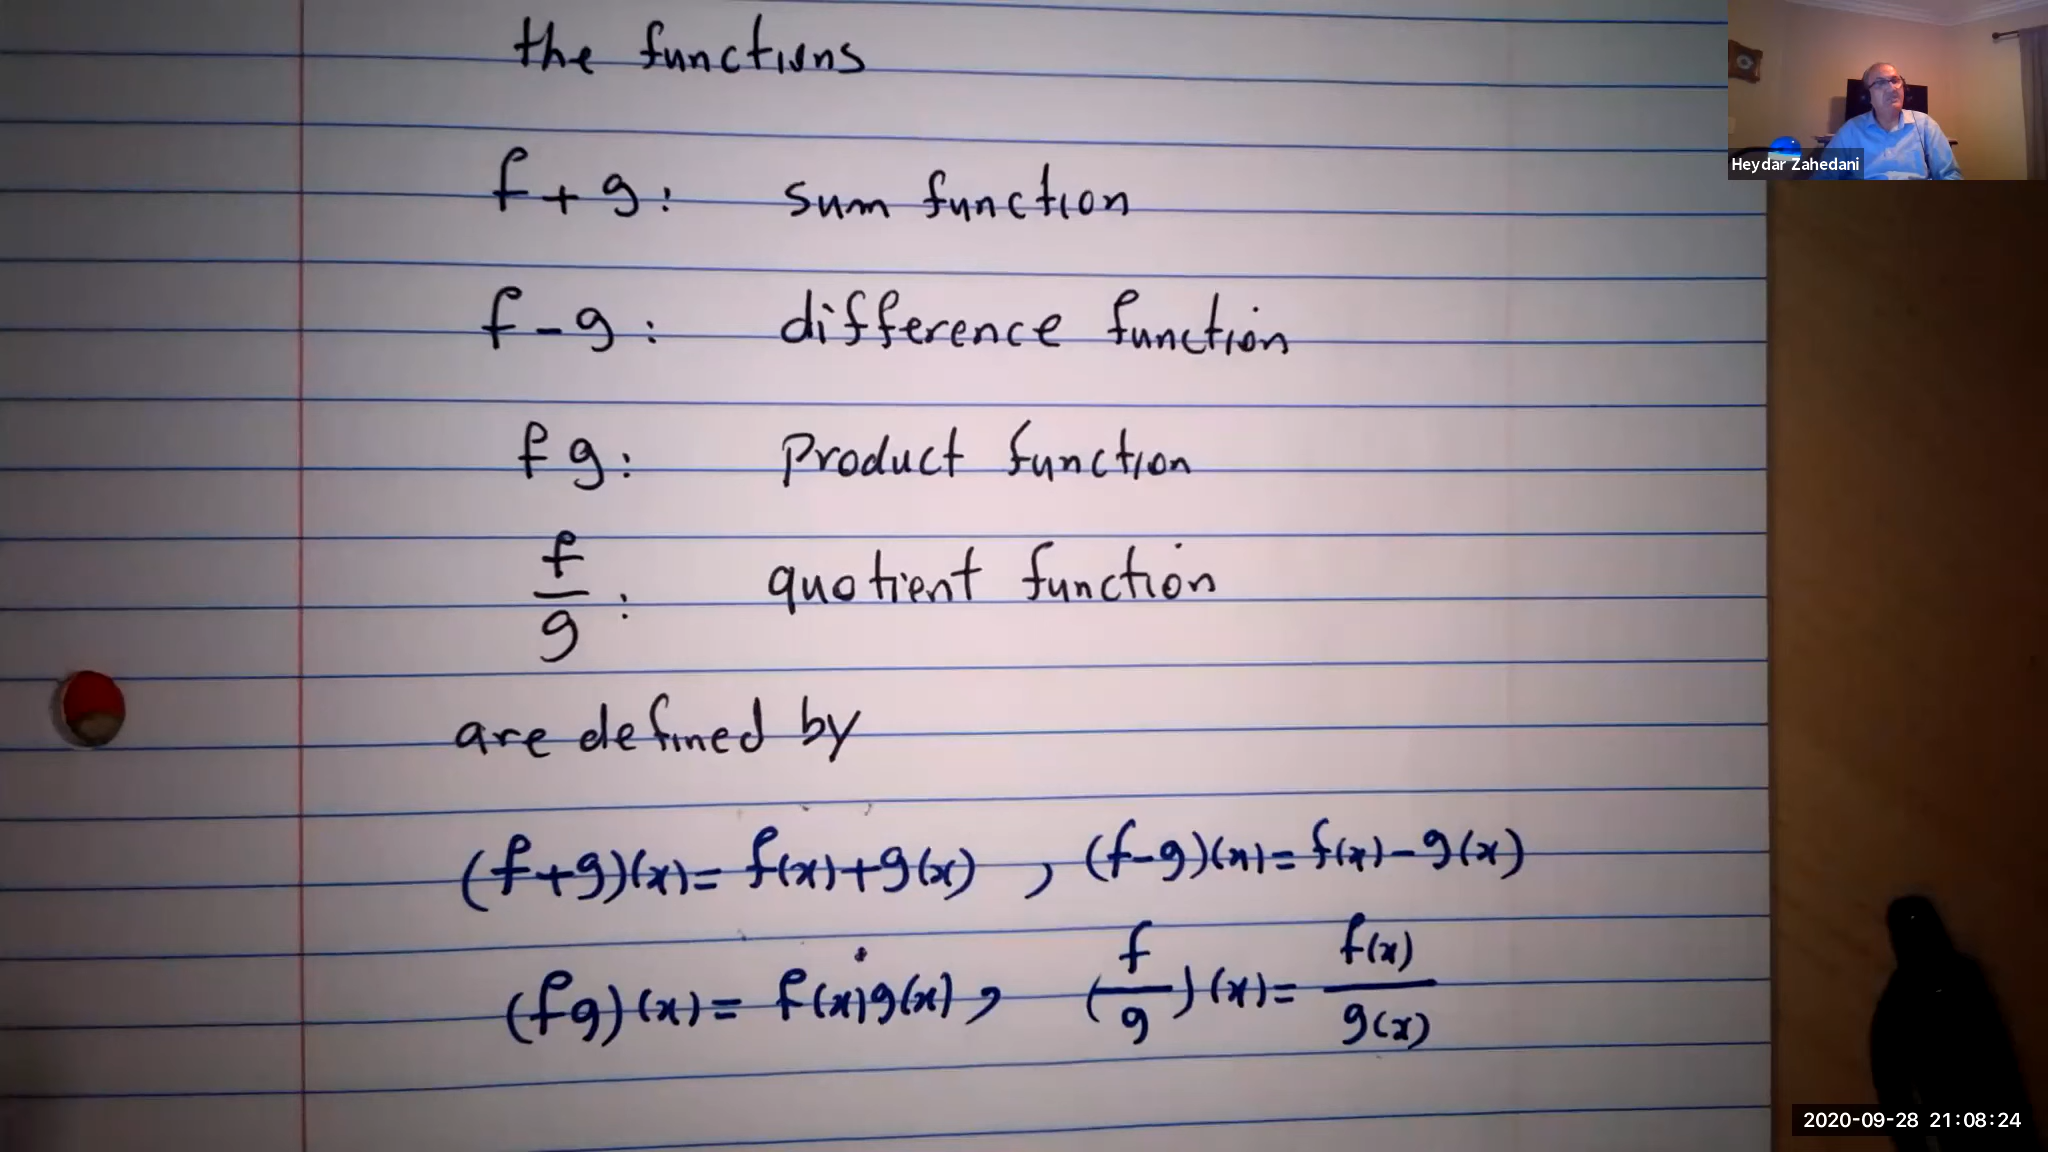 the functions
f+g: sum function
f-g: difference function
fg: Product function
f/g: quotient function
are defined by
(f+g)(x)= f(x)+g(x) , (f-g)(x)= f(x)-g(x)
(fg)(x)= f(x)g(x), (f/g)(x)= f(x)/g(x)
Heydar Zahedani
2020-09-28 21:08:24